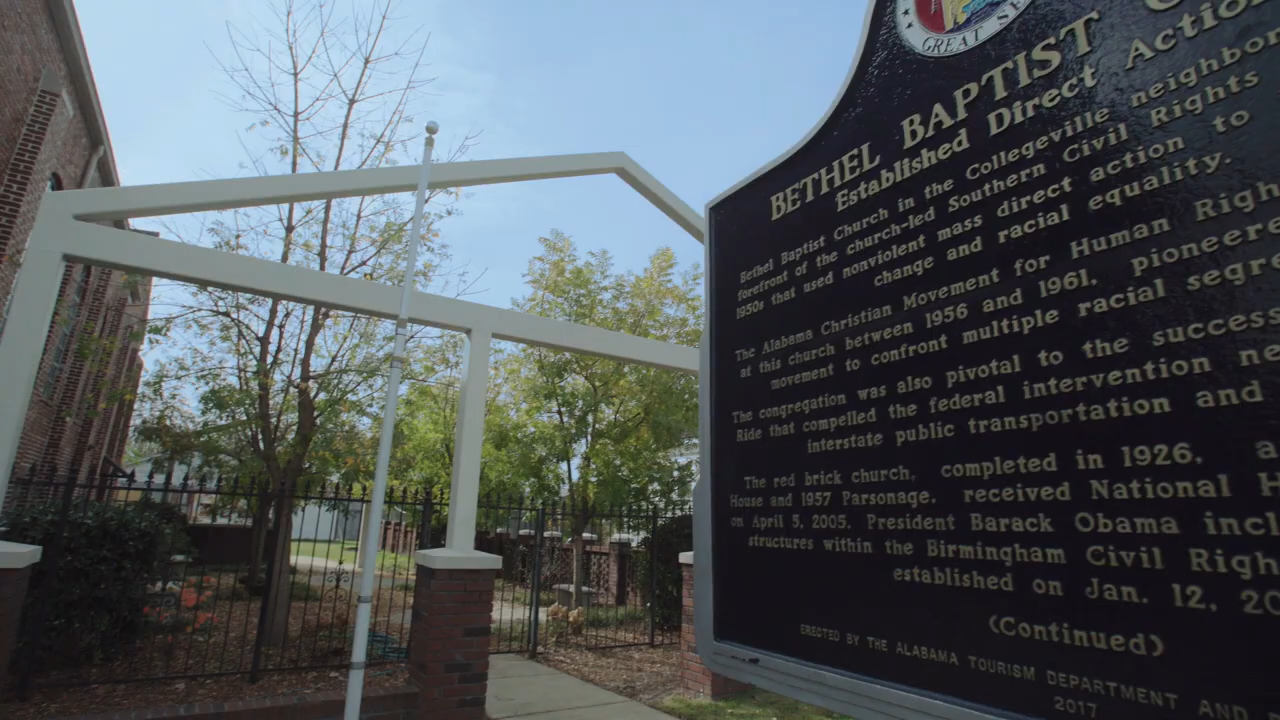 GREAT SE
BETHEL BAPTIST C
Established Direct Action
Bethel Baptist Church in the Collegeville neighbor
forefront of the church-led Southern Civil Rights
1950s that used nonviolent mass direct action to
change and racial equality.
The Alabama Christian Movement for Human Righ
at this church between 1956 and 1961, pioneere
movement to confront multiple racial segre
The congregation was also pivotal to the success
Ride that compelled the federal intervention ne
interstate public transportation and
The red brick church, completed in 1926, a
House and 1957 Parsonage, received National H
on April 5, 2005. President Barack Obama incl
structures within the Birmingham Civil Righ
established on Jan. 12, 20
(Continued)
ERECTED BY THE ALABAMA TOURISM DEPARTMENT AND
2017